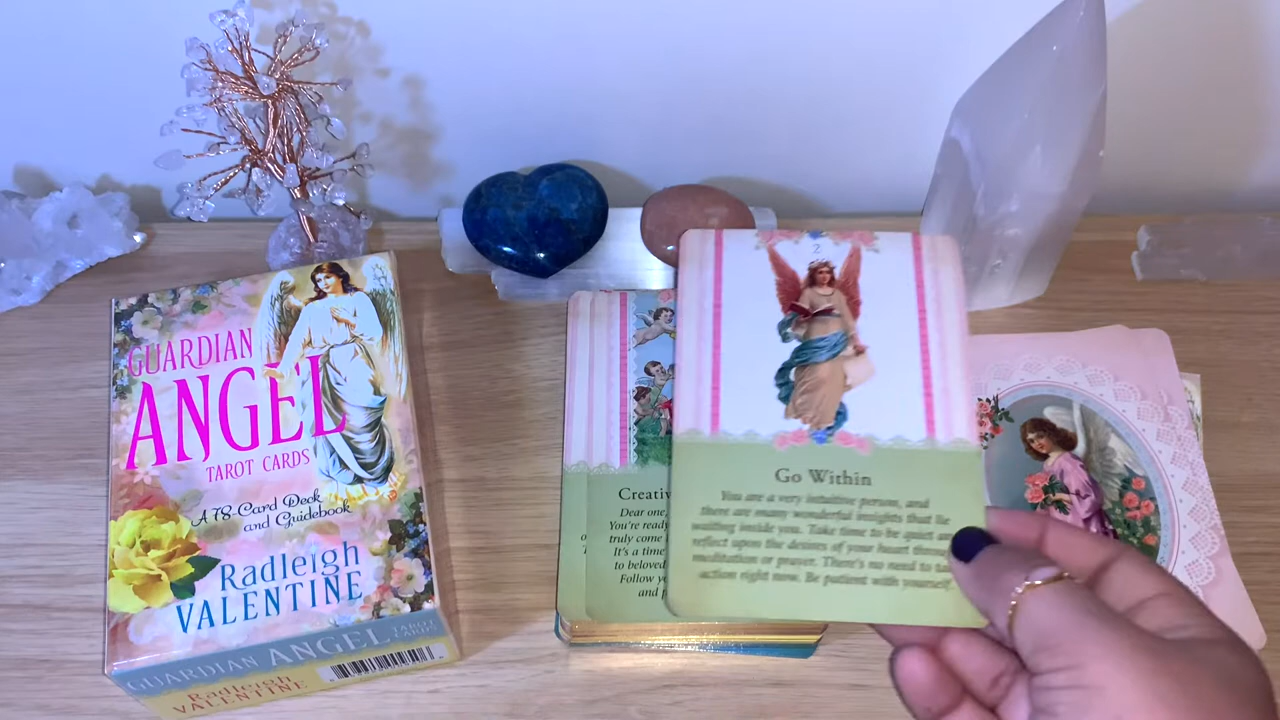 GUARDIAN
ANGEL
TAROT CARDS
A 78-Card Deck
and Guidebook
Radleigh
VALENTINE
GUARDIAN ANGEL TAROT CARDS
Radleigh
VALENTINE
Creativ
Dear one,
You're ready
truly come
It's a time
to beloved
Follow yo
and p
2
Go Within
You are a very intuitive person, and
there are many wonderful insights that lie
waiting inside you. Take time to be quiet an
reflect upon the desires of your heart throu
meditation or prayer. There's no need to ta
action right now. Be patient with yourself.